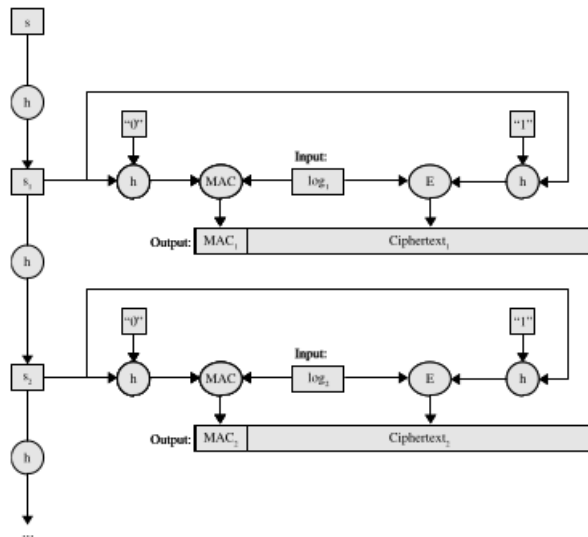 s
h
“0”
“1”
Input:
s₁
h
MAC
log₁
E
h
Output:
MAC₁
Ciphertext₁
h
“0”
“1”
Input:
s₂
h
MAC
log₂
E
h
Output:
MAC₂
Ciphertext₂
h
...